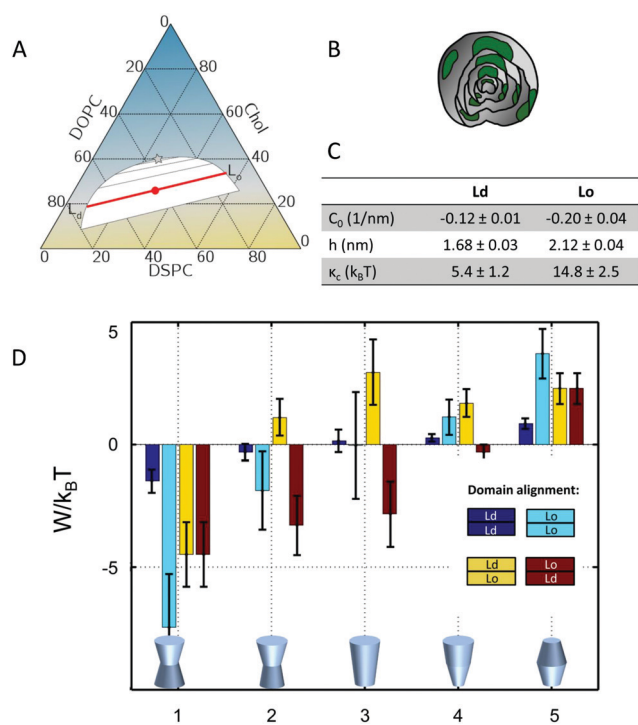 A
0
20
80
DOPC
Chol
40
60
60
40
Lo
80
20
Ld
0
0
20
40
60
80
DSPC
B
C
Ld
Lo
C0 (1/nm)
-0.12 ± 0.01
-0.20 ± 0.04
h (nm)
1.68 ± 0.03
2.12 ± 0.04
κc (kBT)
5.4 ± 1.2
14.8 ± 2.5
D
W/kBT
5
0
-5
Domain alignment:
Ld
Lo
Ld
Lo
Ld
Lo
Lo
Ld
1
2
3
4
5